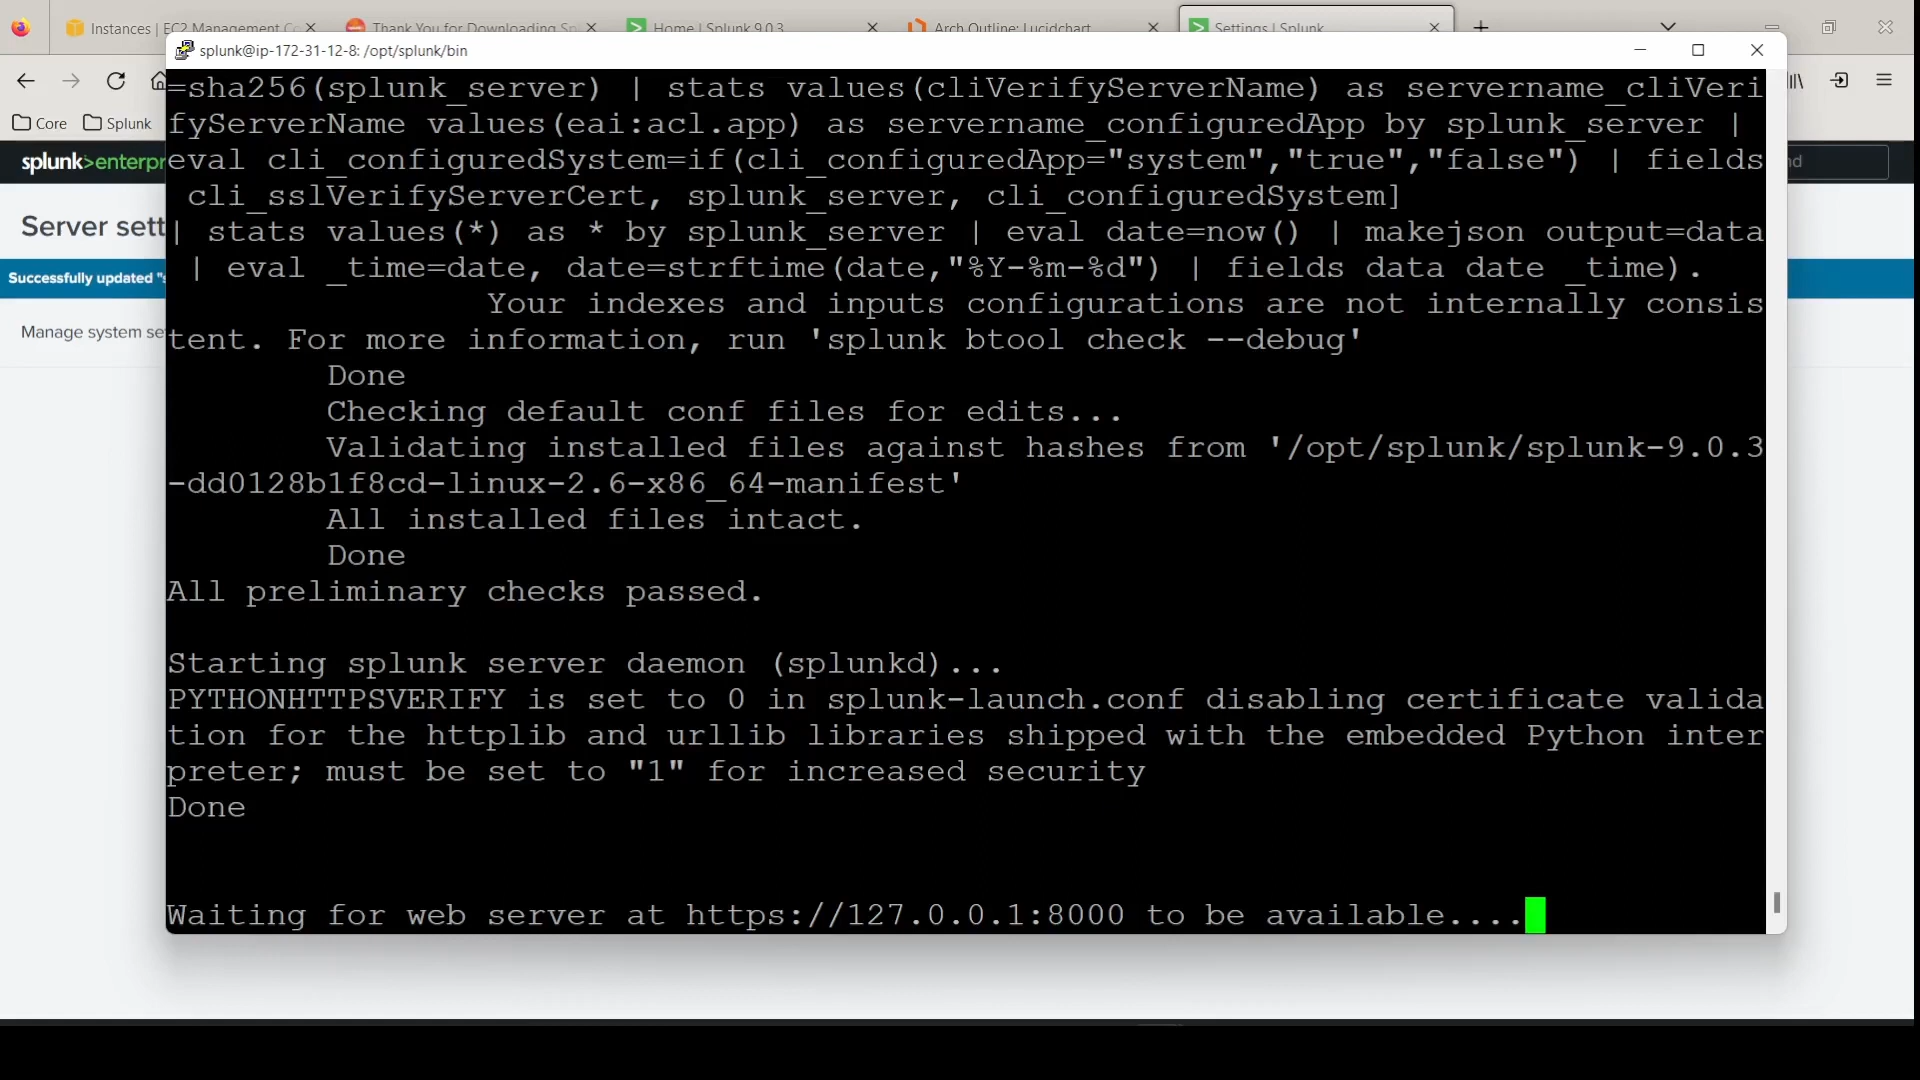 Instances | EC2 Management Co
Thank You for Downloading Sp
Home | Splunk 9.0.3
Arch Outline: Lucidchart
Settings | Splunk
splunk@ip-172-31-12-8: /opt/splunk/bin
Core
Splunk
splunk>enterpr
nd
Server sett
Successfully updated "s
Manage system se
=sha256(splunk_server) | stats values(cliVerifyServerName) as servername_cliVeri
fyServerName values(eai:acl.app) as servername_configuredApp by splunk_server |
eval cli_configuredSystem=if(cli_configuredApp="system","true","false") | fields
cli_sslVerifyServerCert, splunk_server, cli_configuredSystem]
| stats values(*) as * by splunk_server | eval date=now() | makejson output=data
| eval _time=date, date=strftime(date,"%Y-%m-%d") | fields data date _time).
Your indexes and inputs configurations are not internally consis
tent. For more information, run 'splunk btool check --debug'
Done
Checking default conf files for edits...
Validating installed files against hashes from '/opt/splunk/splunk-9.0.3
-dd0128b1f8cd-linux-2.6-x86_64-manifest'
All installed files intact.
Done
All preliminary checks passed.
Starting splunk server daemon (splunkd)...
PYTHONHTTPSVERIFY is set to 0 in splunk-launch.conf disabling certificate valida
tion for the httplib and urllib libraries shipped with the embedded Python inter
preter; must be set to "1" for increased security
Done
Waiting for web server at https://127.0.0.1:8000 to be available....